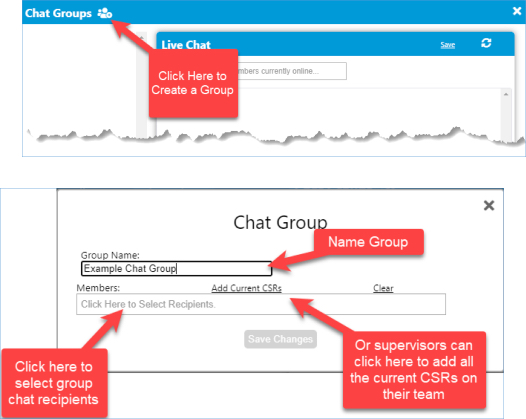 Chat Groups
Live Chat
Save
mbers currently online...
Click Here to
Create a Group
Chat Group
Name Group
Group Name:
Example Chat Group
Members:
Add Current CSRs
Clear
Click Here to Select Recipients.
Save Changes
Click here to
select group
chat recipients
Or supervisors can
click here to add all
the current CSRs on
their team